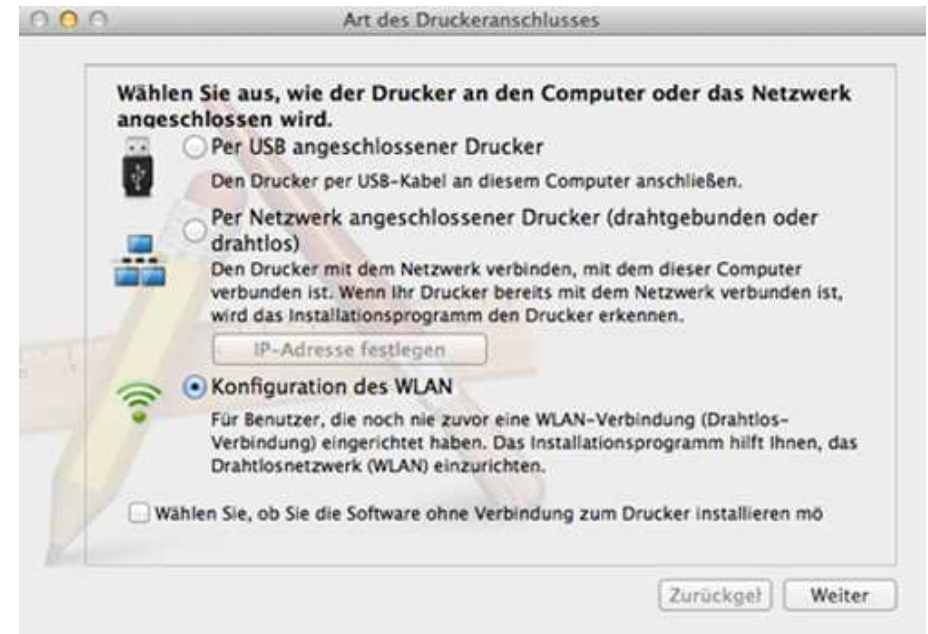 Art des Druckeranschlusses
Wählen Sie aus, wie der Drucker an den Computer oder das Netzwerk
angeschlossen wird.
Per USB angeschlossener Drucker
Den Drucker per USB-Kabel an diesem Computer anschließen.
Per Netzwerk angeschlossener Drucker (drahtgebunden oder
drahtlos)
Den Drucker mit dem Netzwerk verbinden, mit dem dieser Computer
verbunden ist. Wenn Ihr Drucker bereits mit dem Netzwerk verbunden ist,
wird das Installationsprogramm den Drucker erkennen.
IP-Adresse festlegen
Konfiguration des WLAN
Für Benutzer, die noch nie zuvor eine WLAN-Verbindung (Drahtlos-
Verbindung) eingerichtet haben. Das Installationsprogramm hilft Ihnen, das
Drahtlosnetzwerk (WLAN) einzurichten.
Wählen Sie, ob Sie die Software ohne Verbindung zum Drucker installieren mö
Zurückgeł Weiter